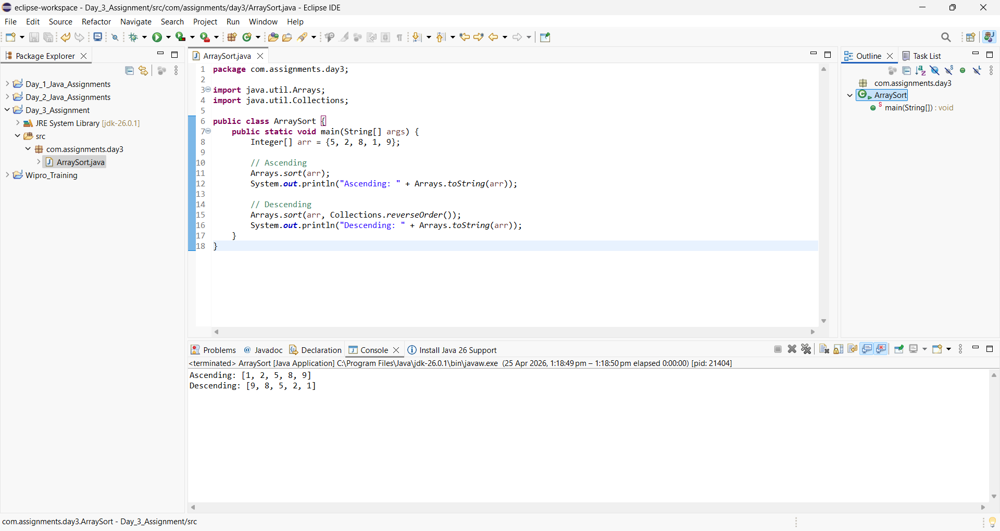 eclipse-workspace - Day_3_Assignment/src/com/assignments/day3/ArraySort.java - Eclipse IDE
File Edit Source Refactor Navigate Search Project Run Window Help
Package Explorer
Day_1_Java_Assignments
Day_2_Java_Assignments
Day_3_Assignment
JRE System Library [jdk-26.0.1]
src
com.assignments.day3
ArraySort.java
Wipro_Training
ArraySort.java
1 package com.assignments.day3;
2
3 import java.util.Arrays;
4 import java.util.Collections;
5
6 public class ArraySort {
7     public static void main(String[] args) {
8         Integer[] arr = {5, 2, 8, 1, 9};
9
10         // Ascending
11         Arrays.sort(arr);
12         System.out.println("Ascending: " + Arrays.toString(arr));
13
14         // Descending
15         Arrays.sort(arr, Collections.reverseOrder());
16         System.out.println("Descending: " + Arrays.toString(arr));
17     }
18 }
Outline Task List
com.assignments.day3
ArraySort
main(String[]) : void
Problems Javadoc Declaration Console Install Java 26 Support
<terminated> ArraySort [Java Application] C:\Program Files\Java\jdk-26.0.1\bin\javaw.exe (25 Apr 2026, 1:18:49 pm – 1:18:50 pm elapsed 0:00:00) [pid: 21404]
Ascending: [1, 2, 5, 8, 9]
Descending: [9, 8, 5, 2, 1]
com.assignments.day3.ArraySort - Day_3_Assignment/src